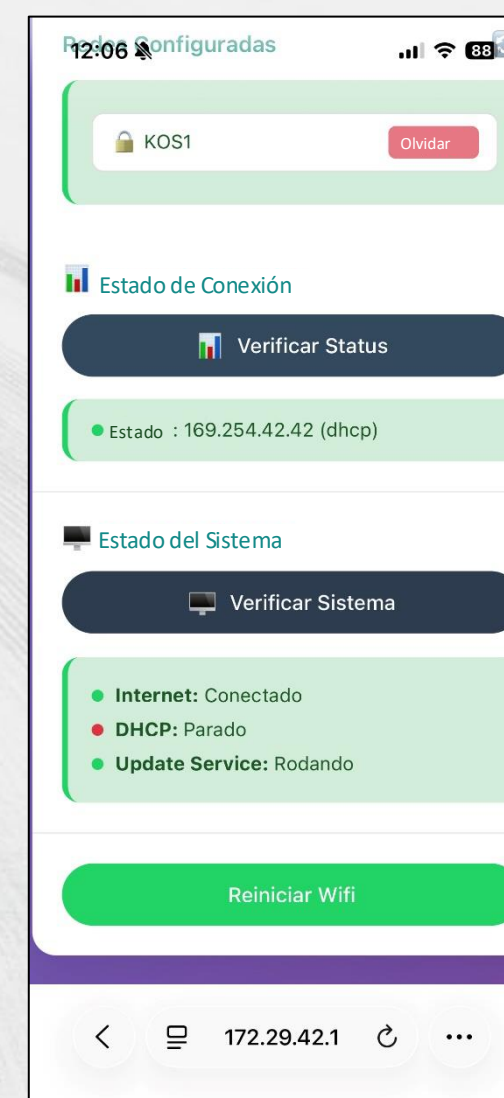 Redes Configuradas
12:06
88
KOS1
Olvidar
Estado de Conexión
Verificar Status
Estado : 169.254.42.42 (dhcp)
Estado del Sistema
Verificar Sistema
Internet: Conectado
DHCP: Parado
Update Service: Rodando
Reiniciar Wifi
172.29.42.1